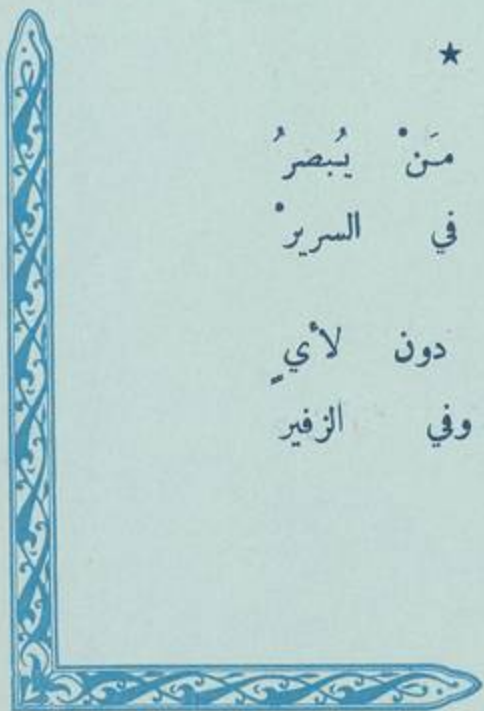 ★
مَنْ يُبصرُ
في السريرْ
دون لأيٍ
وفي الزفير